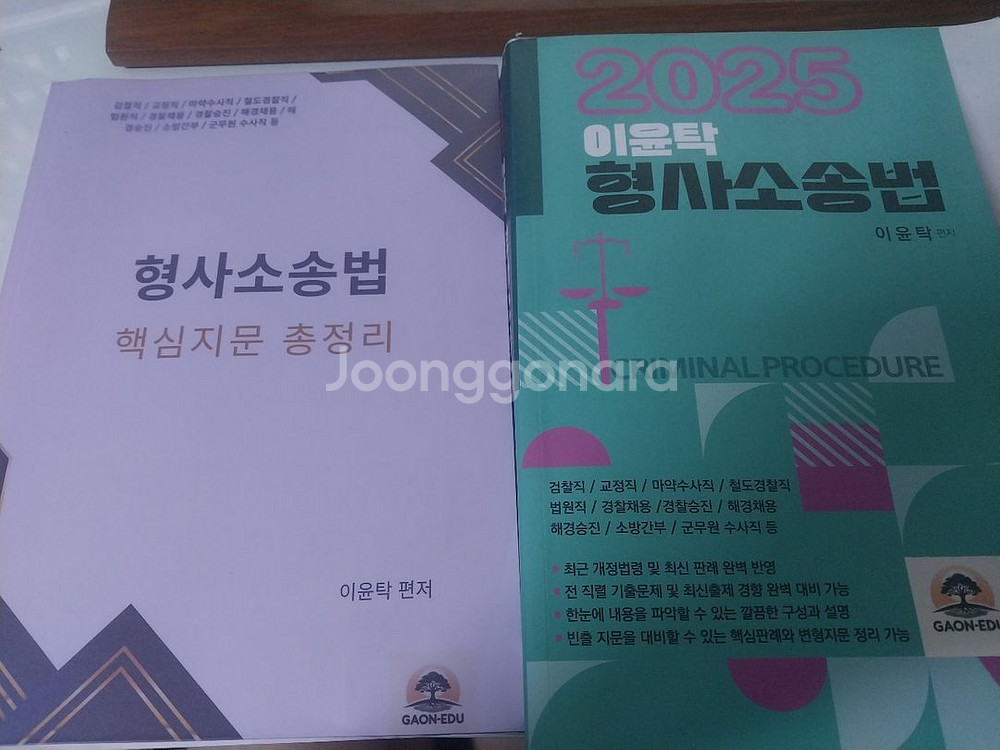 검찰직 / 교정직 / 마약수사직 / 철도경찰직 /
법원직 / 경찰채용 / 경찰승진 / 해경채용 / 해
경승진 / 소방간부 / 군무원 수사직 등
형사소송법
핵심지문 총정리
이윤탁 편저
GAON-EDU
2025
이윤탁
형사소송법
이윤탁 편저
CRIMINAL PROCEDURE
검찰직 / 교정직 / 마약수사직 / 철도경찰직
법원직 / 경찰채용 /경찰승진 / 해경채용
해경승진 / 소방간부 / 군무원 수사직 등
• 최근 개정법령 및 최신 판례 완벽 반영
• 전 직렬 기출문제 및 최신출제 경향 완벽 대비 가능
• 한눈에 내용을 파악할 수 있는 깔끔한 구성과 설명
• 빈출 지문을 대비할 수 있는 핵심판례와 변형지문 정리 가능
GAON-EDU
Joonggonara